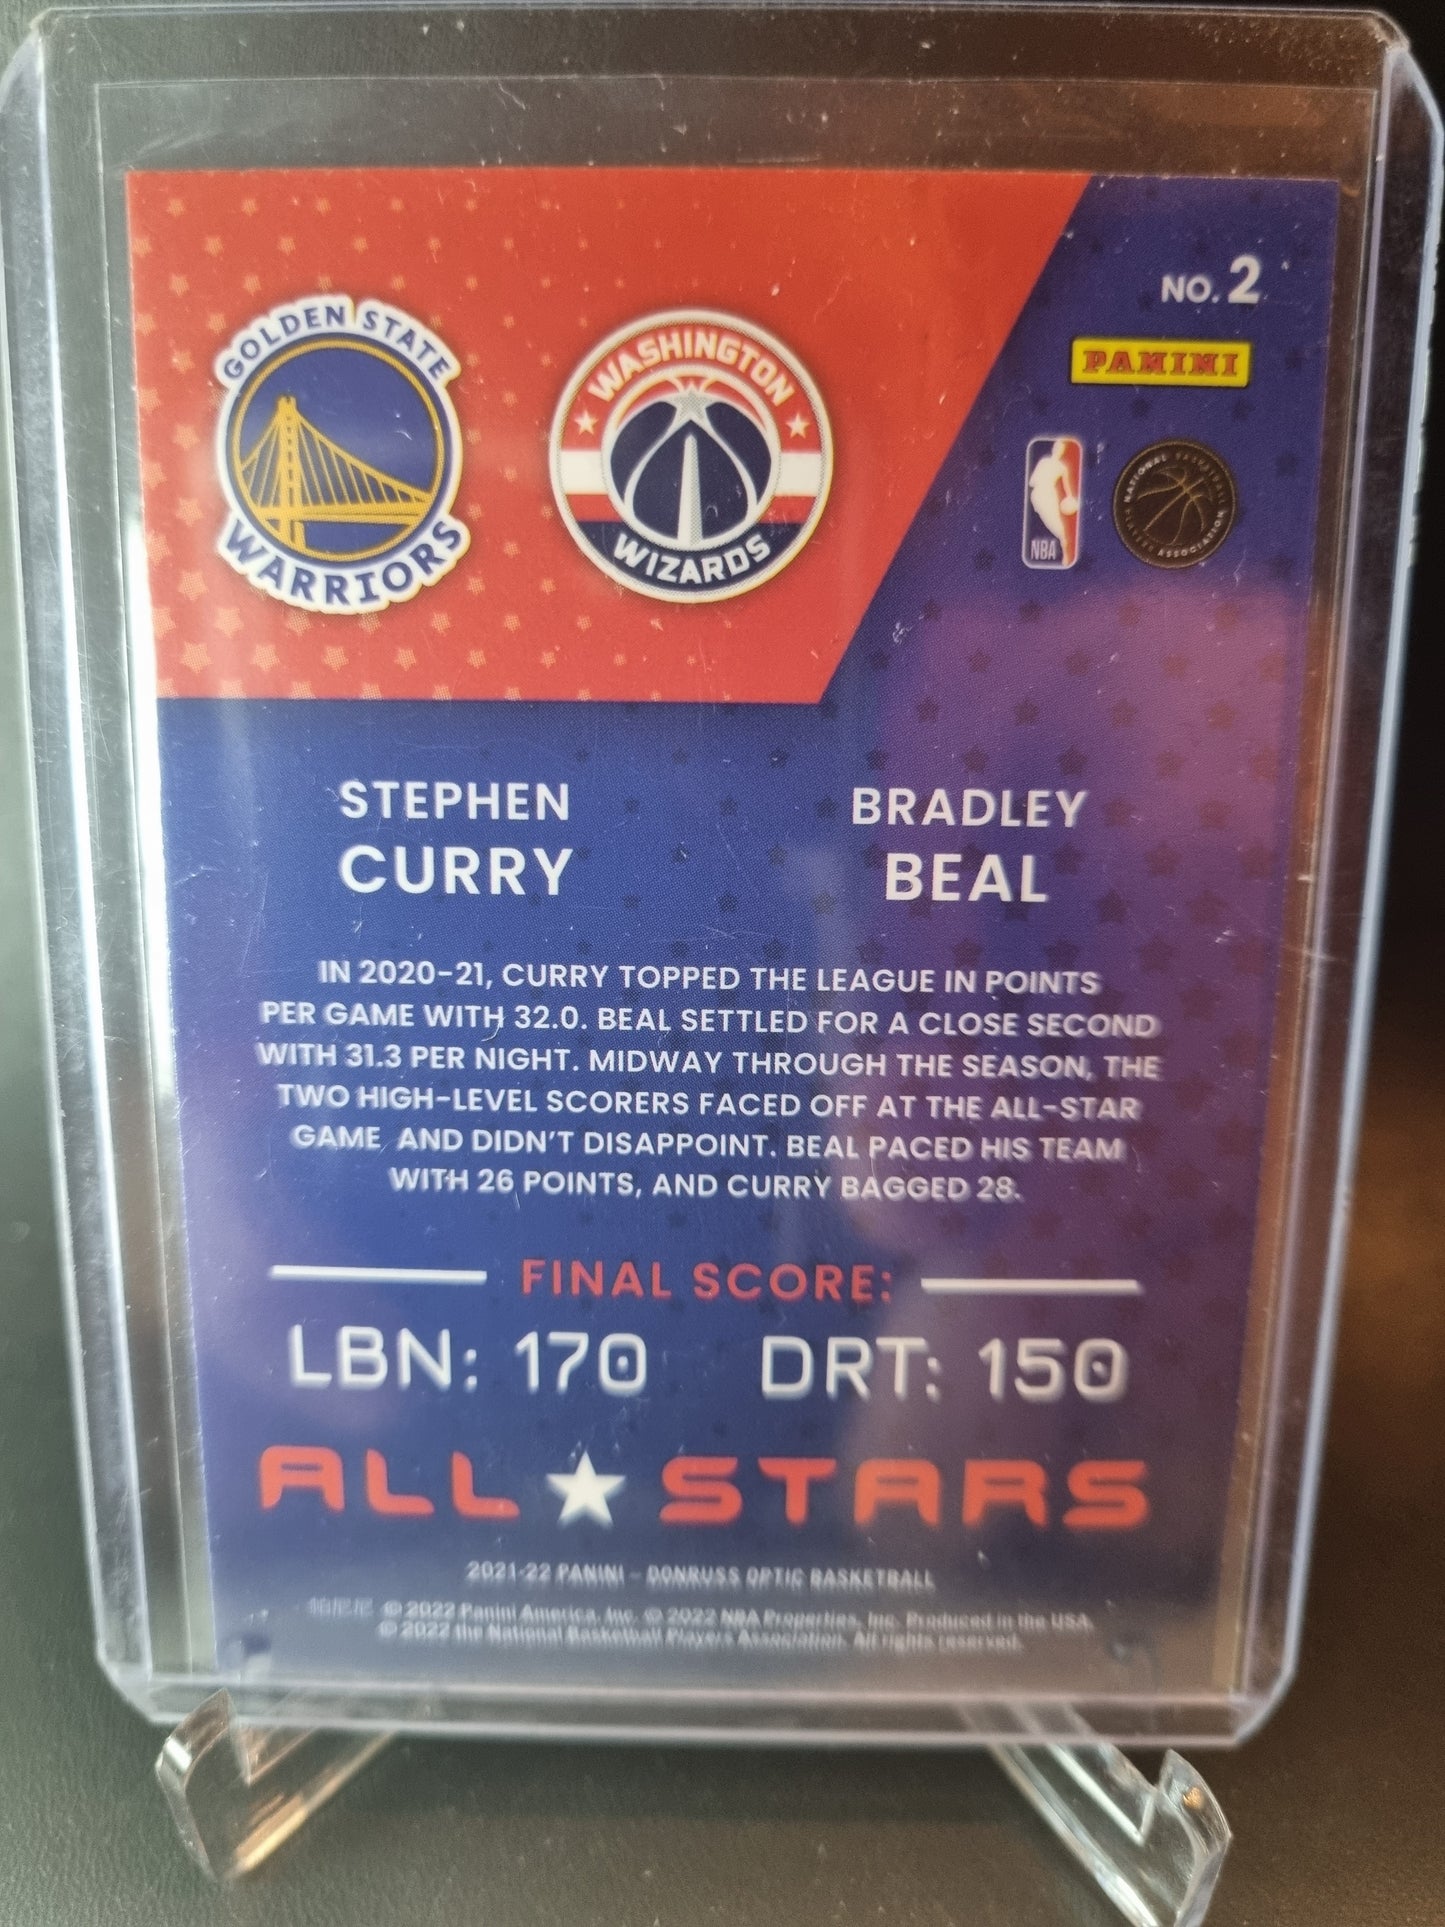 NO. 2
PANINI
GOLDEN STATE
WARRIORS
WASHINGTON
WIZARDS
NBA
NATIONAL BASKETBALL
PLAYERS ASSOCIATION
STEPHEN
CURRY
BRADLEY
BEAL
IN 2020-21, CURRY TOPPED THE LEAGUE IN POINTS
PER GAME WITH 32.0. BEAL SETTLED FOR A CLOSE SECOND
WITH 31.3 PER NIGHT. MIDWAY THROUGH THE SEASON, THE
TWO HIGH-LEVEL SCORERS FACED OFF AT THE ALL-STAR
GAME AND DIDN'T DISAPPOINT. BEAL PACED HIS TEAM
WITH 26 POINTS, AND CURRY BAGGED 28.
FINAL SCORE:
LBN: 170 DRT: 150
ALL★STARS
2021-22 PANINI – DONRUSS OPTIC BASKETBALL
© 2022 Panini America, Inc. © 2022 NBA Properties, Inc. Produced in the USA.
© 2022 the National Basketball Players Association. All rights reserved.